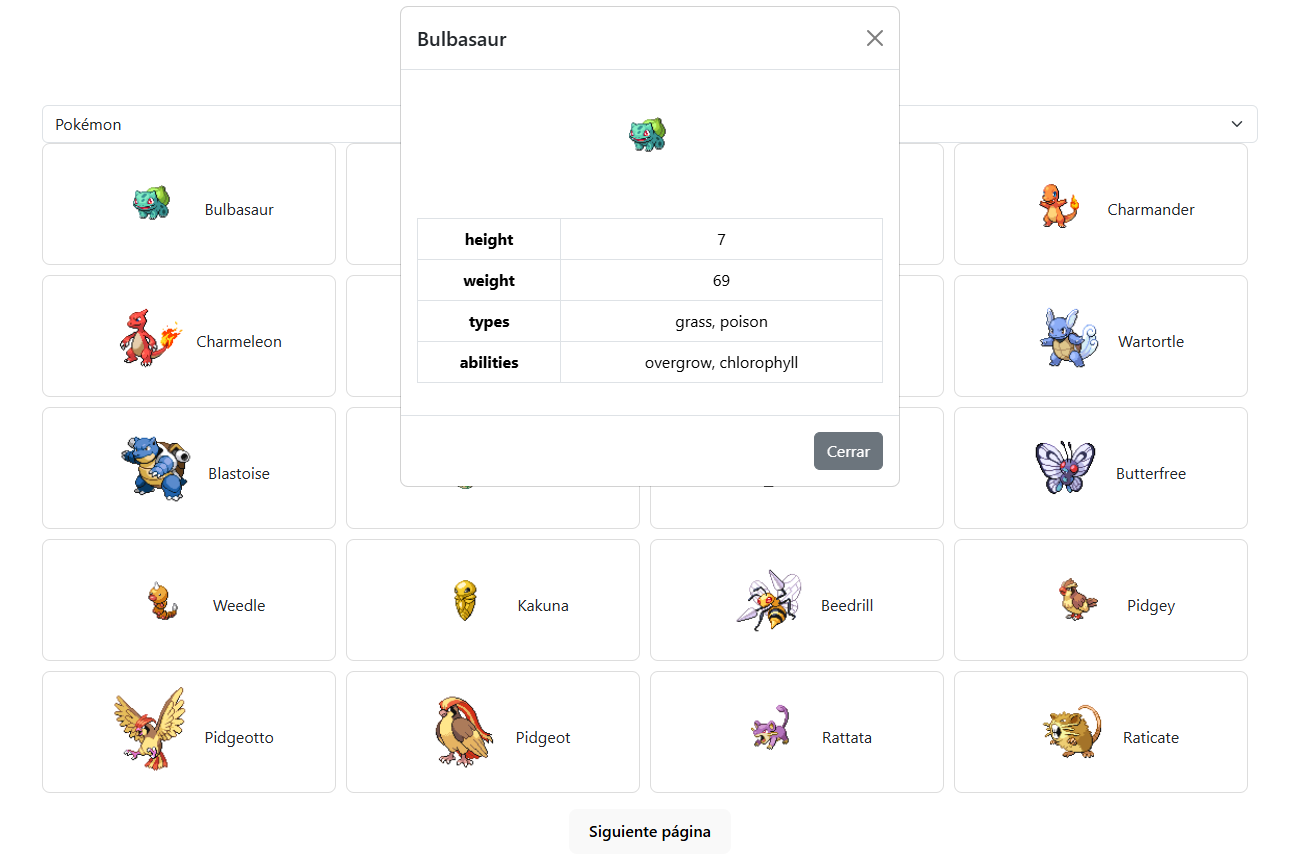 Bulbasaur
Pokémon
Bulbasaur
Charmander
height 7
weight 69
types grass, poison
abilities overgrow, chlorophyll
Charmeleon
Wartortle
Cerrar
Blastoise
Butterfree
Weedle
Kakuna
Beedrill
Pidgey
Pidgeotto
Pidgeot
Rattata
Raticate
Siguiente página